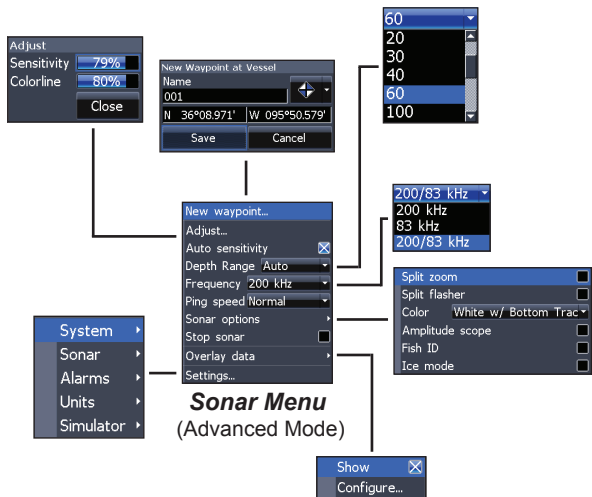 60
20
30
40
60
100
Adjust
Sensitivity 79%
Colorline 80%
Close
New Waypoint at Vessel
Name
001
N 36°08.971' W 095°50.579'
Save Cancel
200/83 kHz
200 kHz
83 kHz
200/83 kHz
New waypoint...
Adjust...
Auto sensitivity
Depth Range Auto
Frequency 200 kHz
Ping speed Normal
Sonar options
Stop sonar
Overlay data
Settings...
Split zoom
Split flasher
Color White w/ Bottom Trac
Amplitude scope
Fish ID
Ice mode
System
Sonar
Alarms
Units
Simulator
Sonar Menu
(Advanced Mode)
Show
Configure...